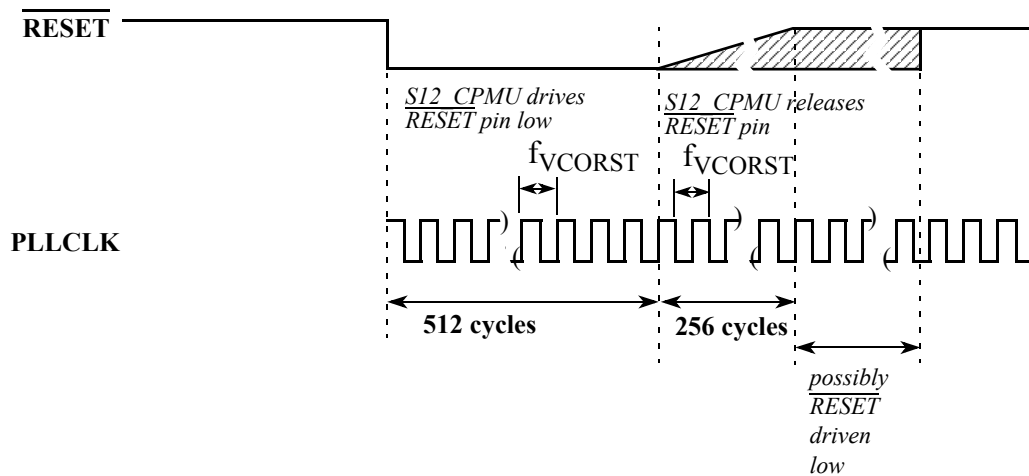 RESET
S12_CPMU drives
RESET pin low
S12_CPMU releases
RESET pin
fVCORST
fVCORST
PLLCLK
) (
) (
) (
512 cycles
256 cycles
possibly
RESET
driven
low